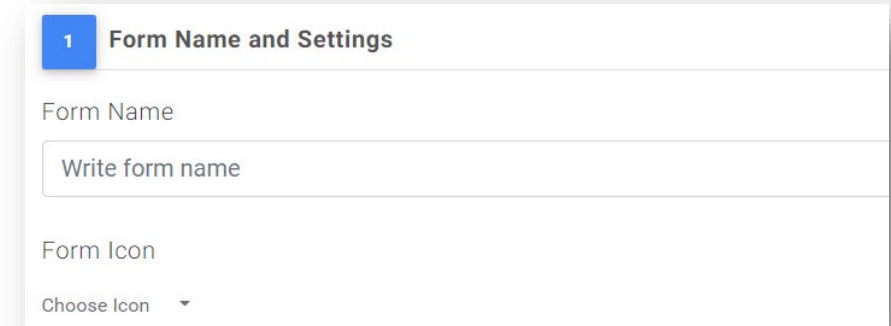 1 Form Name and Settings
Form Name
Write form name
Form Icon
Choose Icon